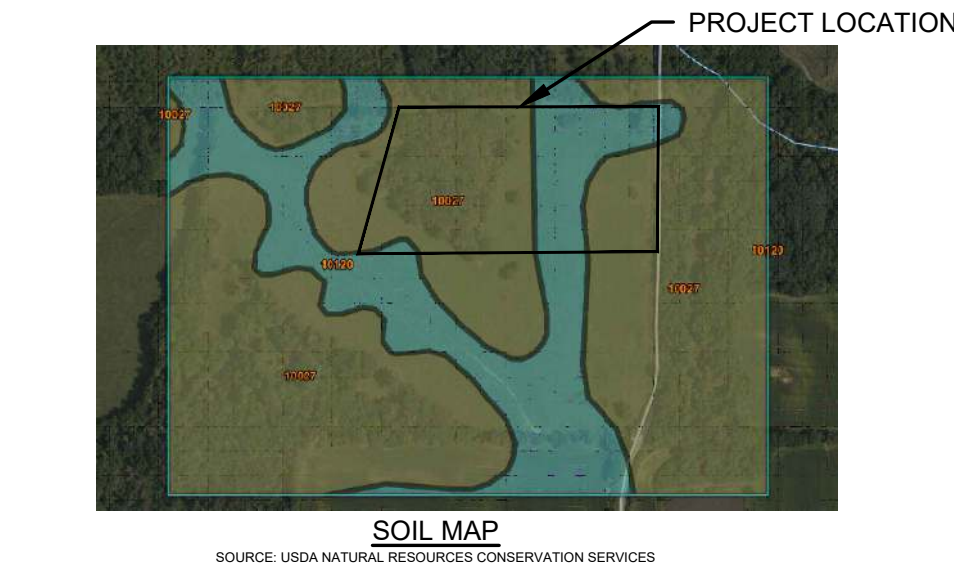 PROJECT LOCATION
10027
10027
10027
10120
10120
10027
10027
SOIL MAP
SOURCE: USDA NATURAL RESOURCES CONSERVATION SERVICES